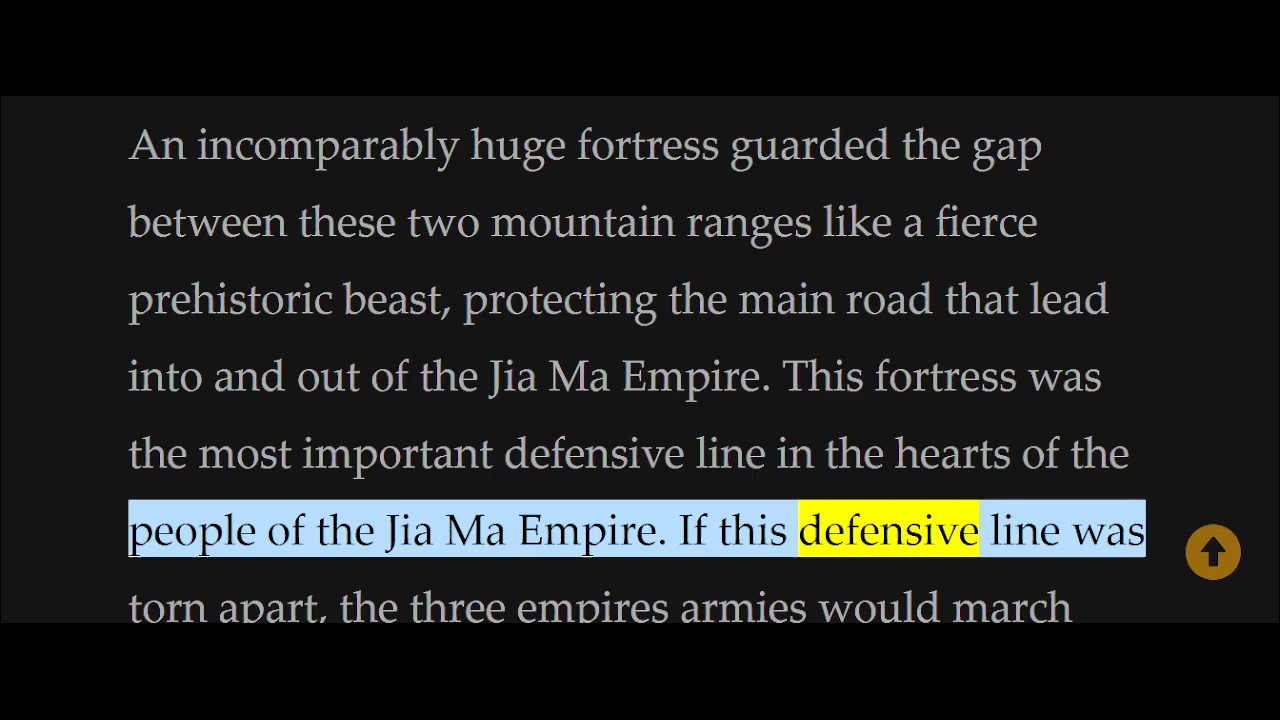 An incomparably huge fortress guarded the gap
between these two mountain ranges like a fierce
prehistoric beast, protecting the main road that lead
into and out of the Jia Ma Empire. This fortress was
the most important defensive line in the hearts of the
people of the Jia Ma Empire. If this defensive line was
torn apart, the three empires armies would march